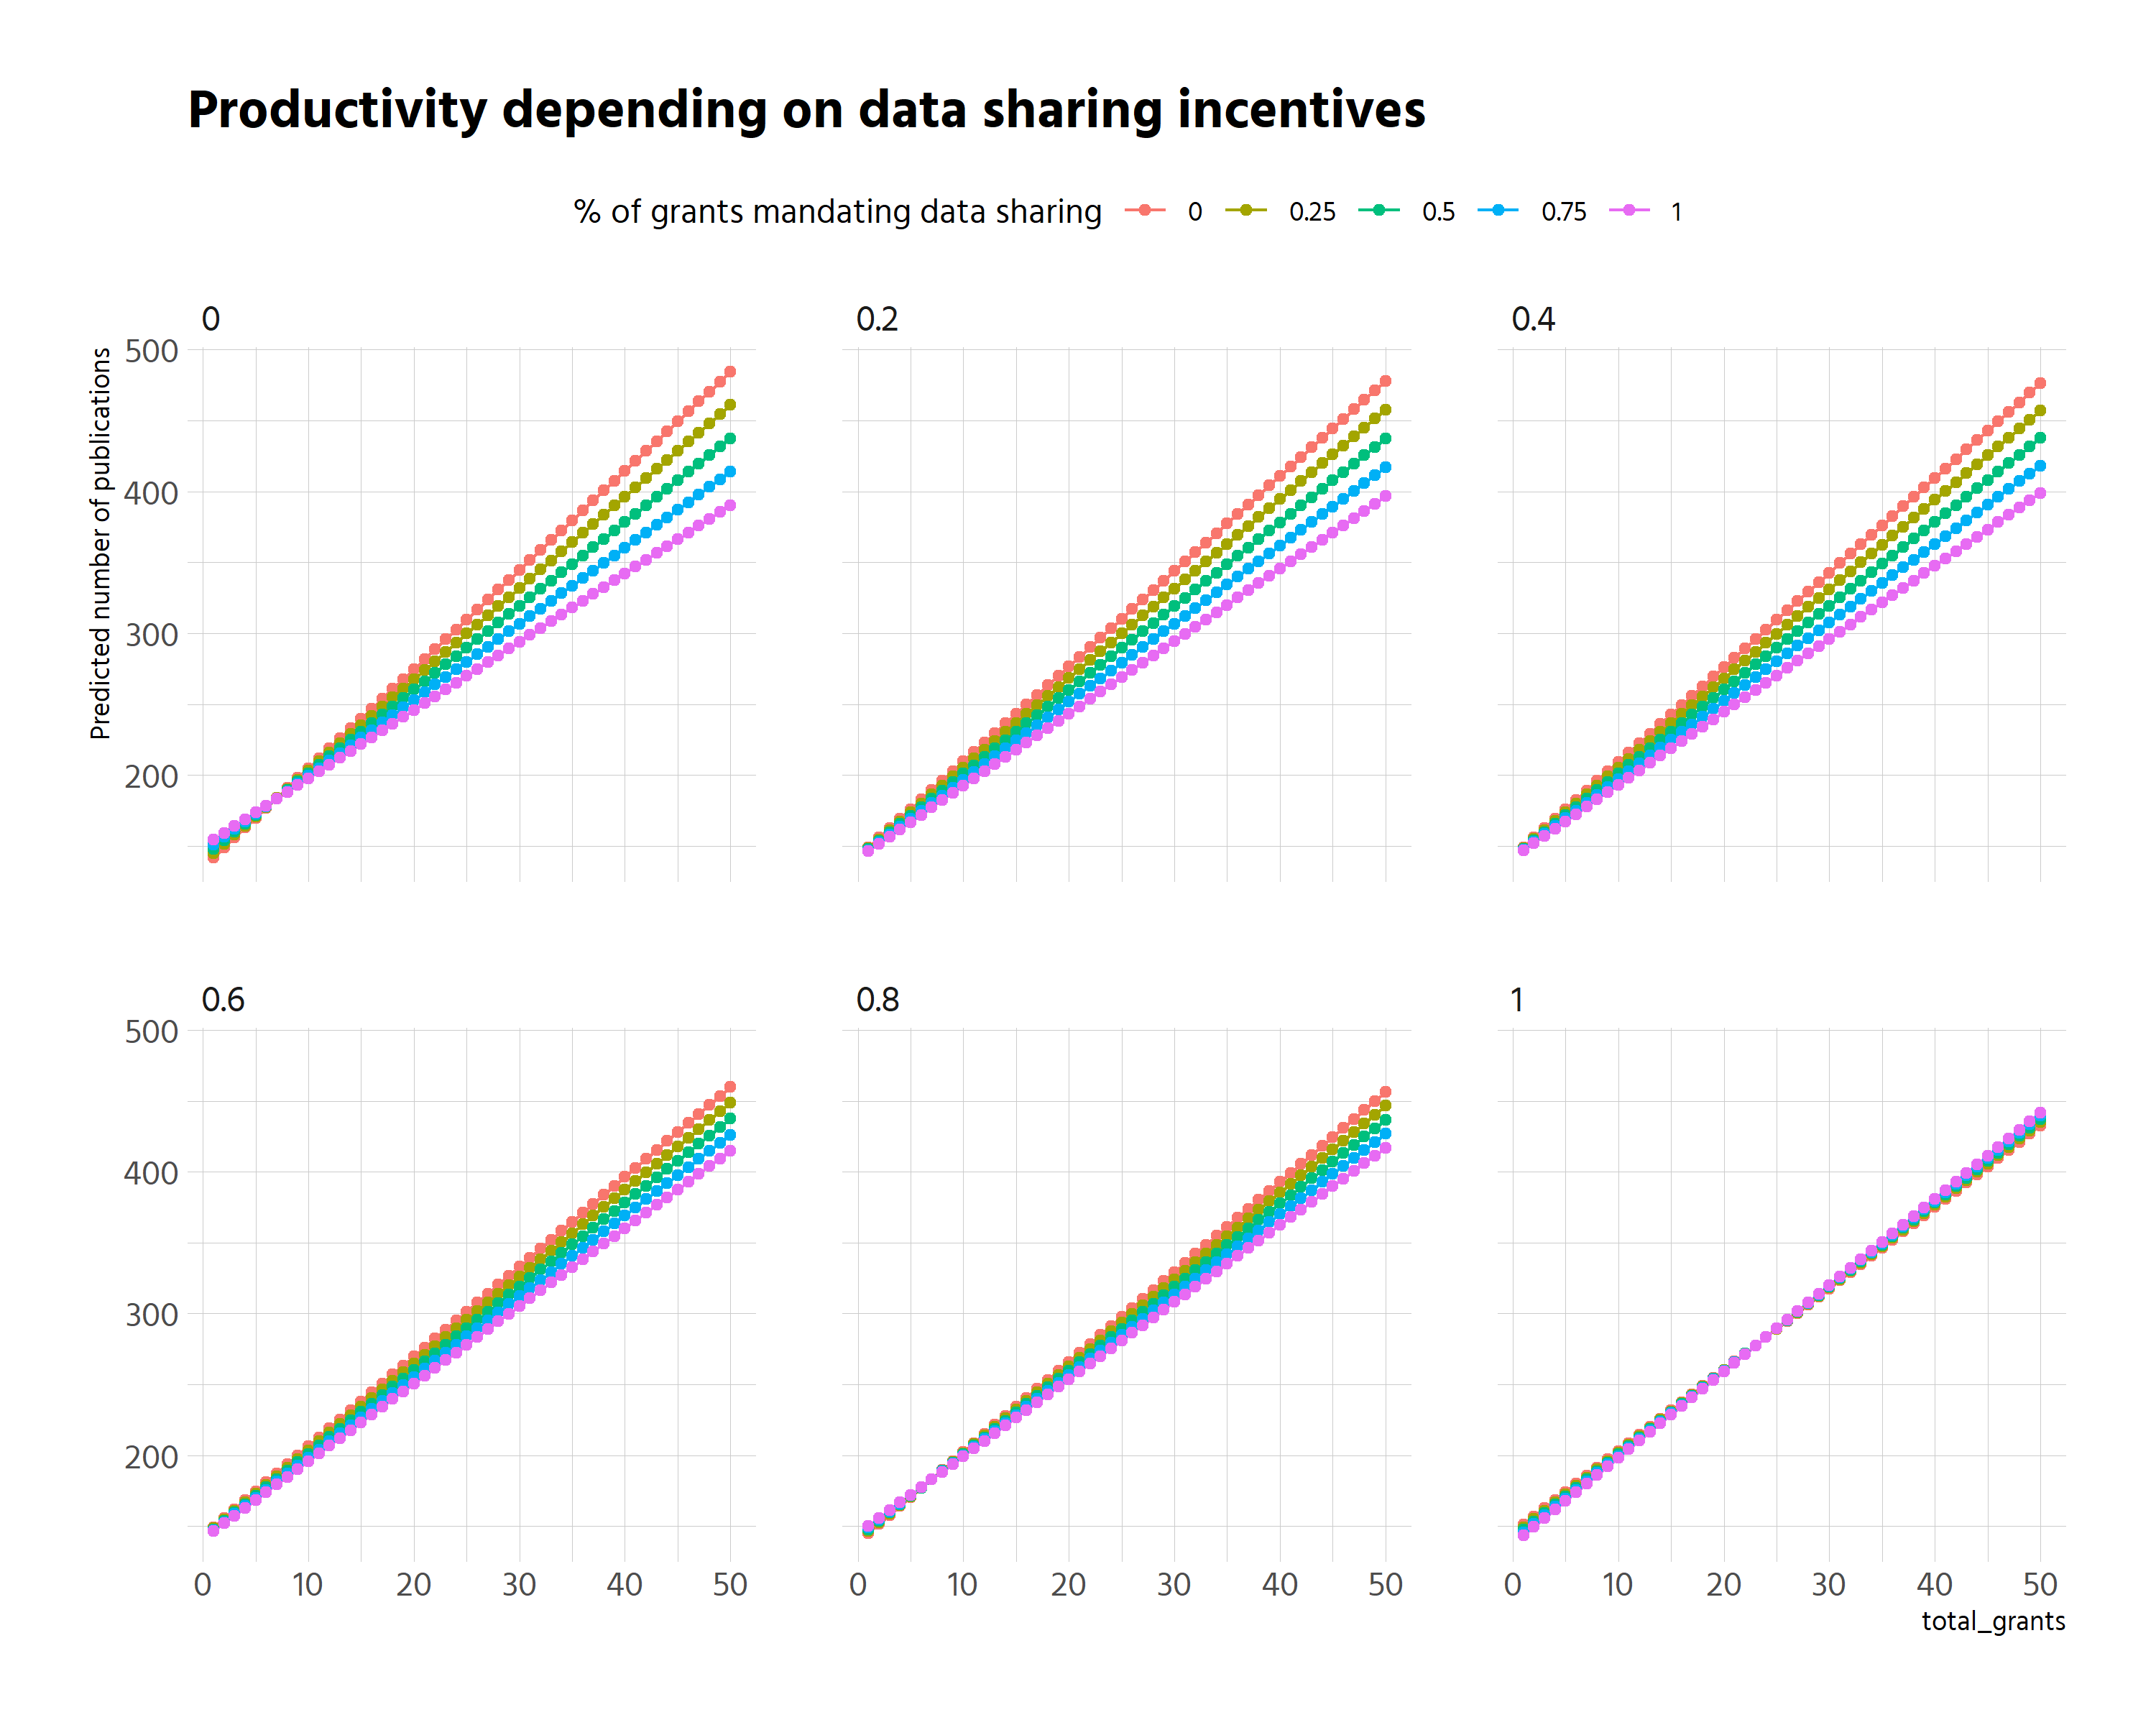 Productivity depending on data sharing incentives
% of grants mandating data sharing 0 0.25 0.5 0.75 1
0 0.2 0.4
Predicted number of publications
500
400
300
200
0.6 0.8 1
500
400
300
200
0 10 20 30 40 50 0 10 20 30 40 50 0 10 20 30 40 50
total_grants